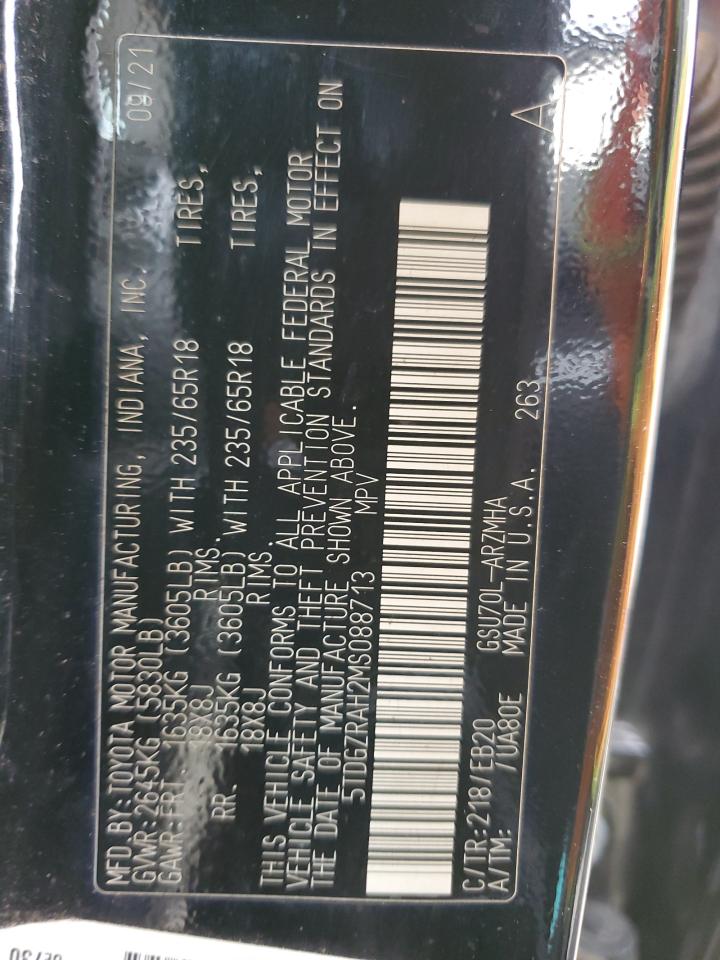 MFD. BY:TOYOTA MOTOR MANUFACTURING, INDIANA, INC. 09/21
GVWR:2645KG (5830LB)
GAWR:FRT. 1635KG (3605LB) WITH 235/65R18 TIRES,
18X8J RIMS.
RR. 1635KG (3605LB) WITH 235/65R18 TIRES,
18X8J RIMS.
THIS VEHICLE CONFORMS TO ALL APPLICABLE FEDERAL MOTOR
VEHICLE SAFETY AND THEFT PREVENTION STANDARDS IN EFFECT ON
THE DATE OF MANUFACTURE SHOWN ABOVE.
5TDGZRAH2MS088713 MPV
C/TR:218/EB20 GSU70L-ARZMHA
A/TM: /UA80E MADE IN U.S.A. 263 A